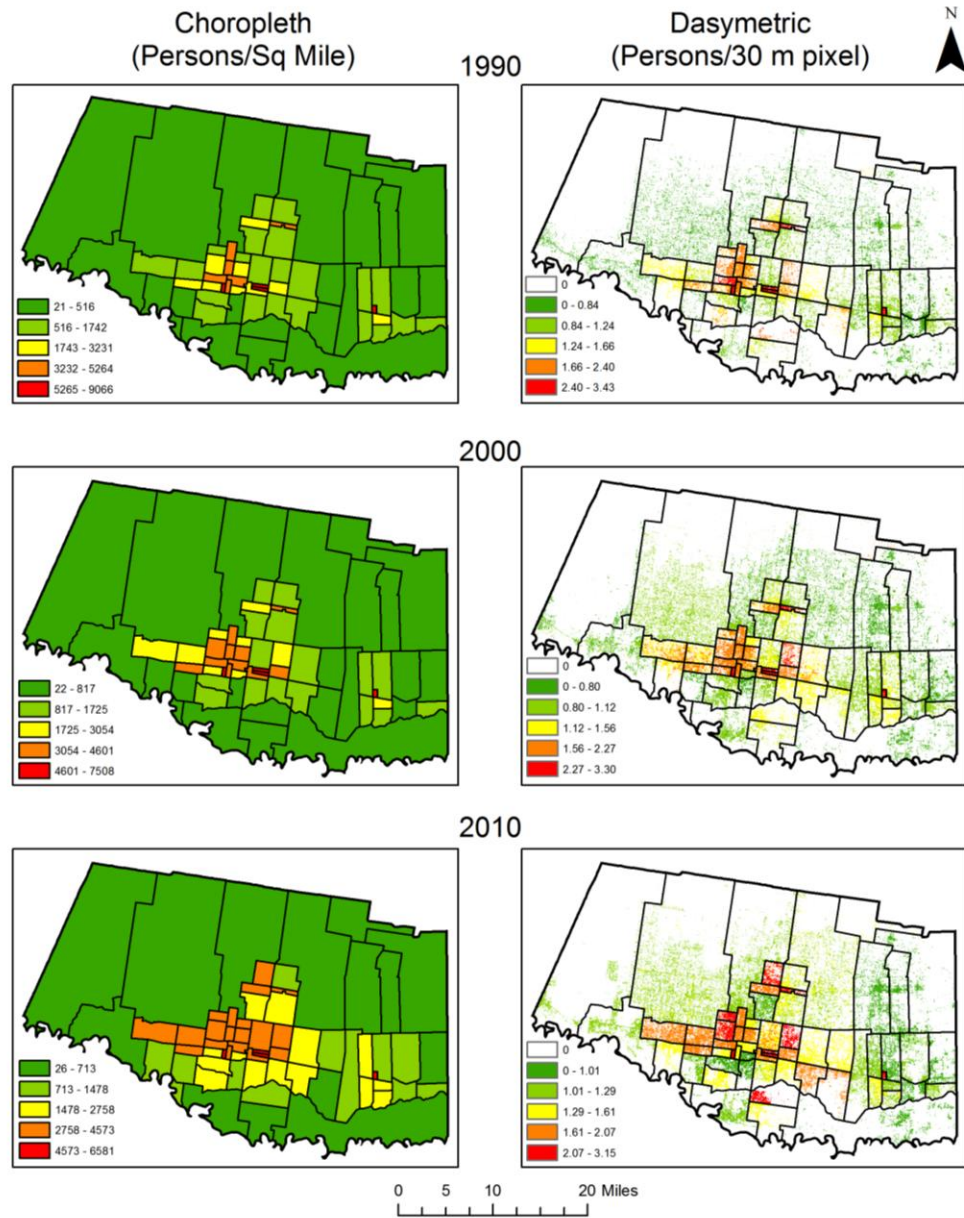 Choropleth
(Persons/Sq Mile)
Dasymetric
(Persons/30 m pixel)
N
1990
21 - 516
516 - 1742
1743 - 3231
3232 - 5264
5265 - 9066
0
0 - 0.84
0.84 - 1.24
1.24 - 1.66
1.66 - 2.40
2.40 - 3.43
2000
22 - 817
817 - 1725
1725 - 3054
3054 - 4601
4601 - 7508
0
0 - 0.80
0.80 - 1.12
1.12 - 1.56
1.56 - 2.27
2.27 - 3.30
2010
26 - 713
713 - 1478
1478 - 2758
2758 - 4573
4573 - 6581
0
0 - 1.01
1.01 - 1.29
1.29 - 1.61
1.61 - 2.07
2.07 - 3.15
0 5 10 20 Miles